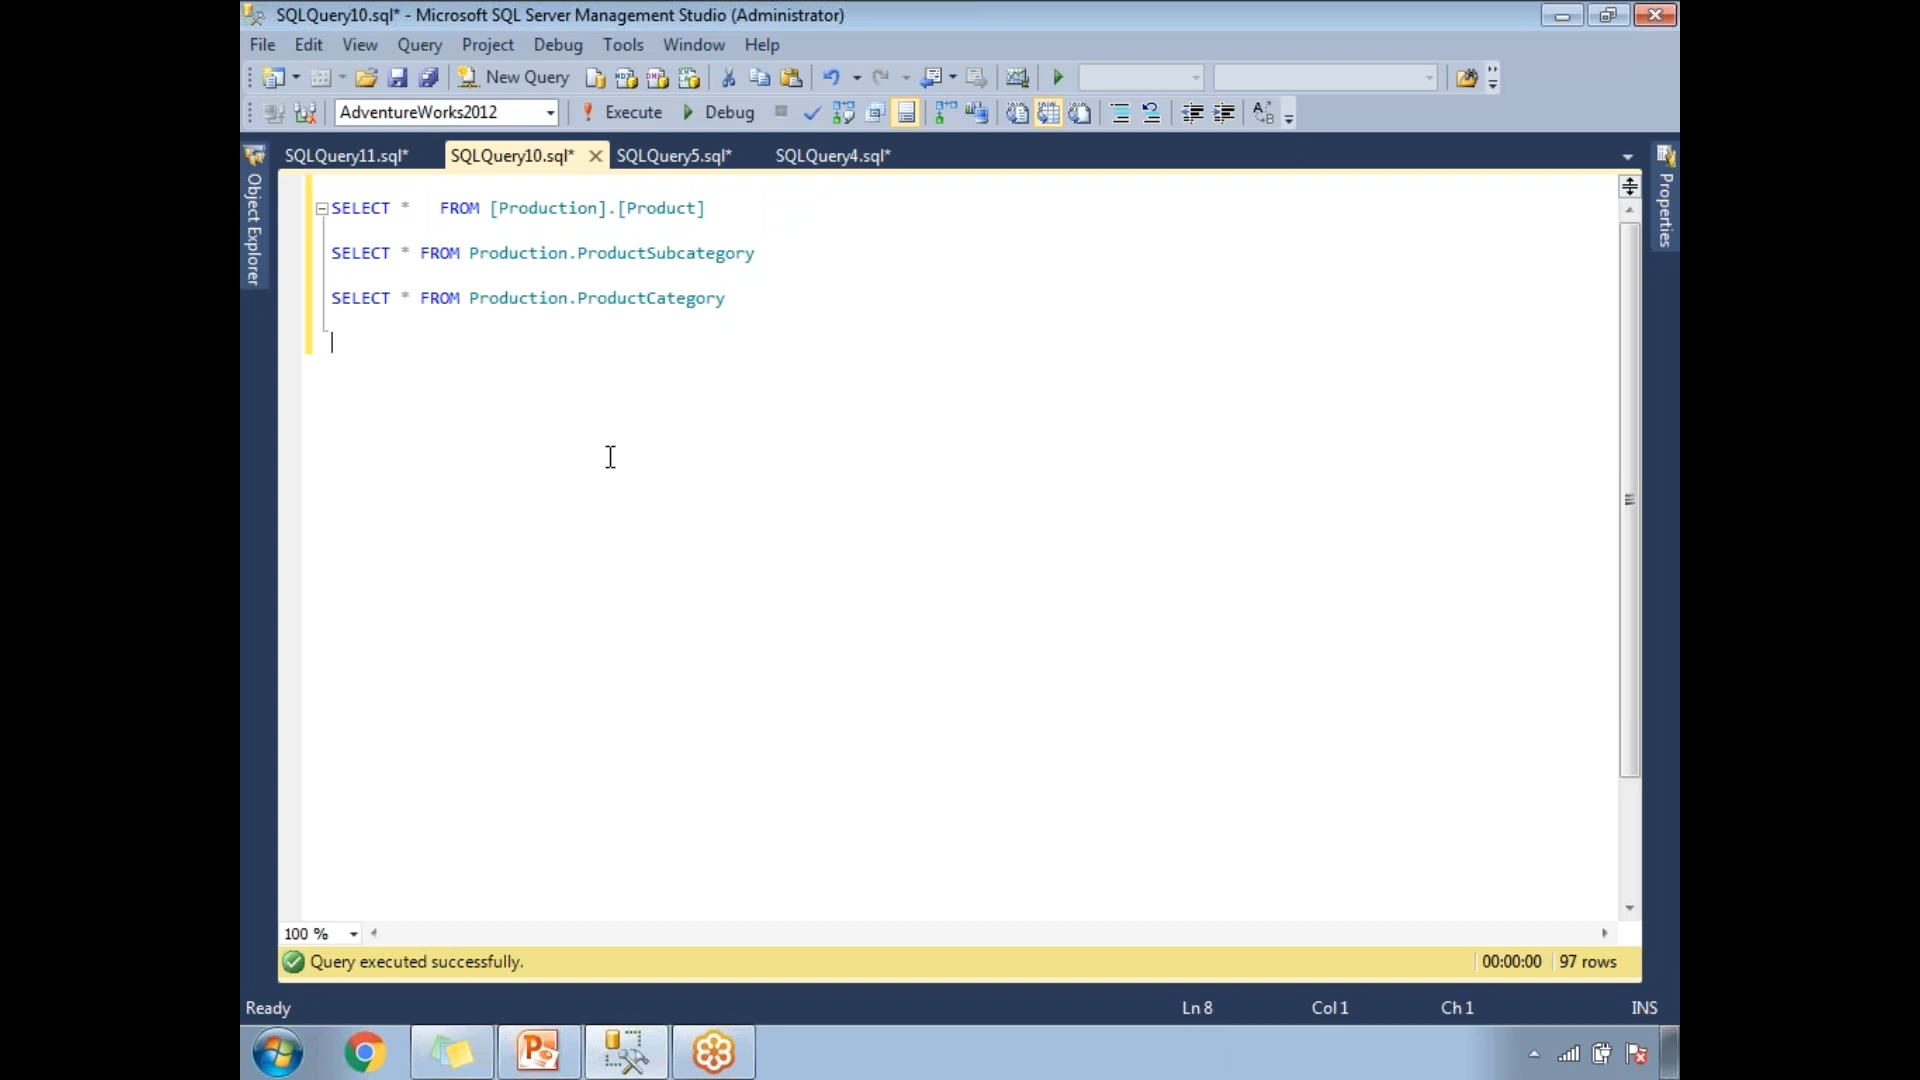 SQLQuery10.sql* - Microsoft SQL Server Management Studio (Administrator)
File Edit View Query Project Debug Tools Window Help
New Query
AdventureWorks2012 Execute Debug
SQLQuery11.sql* SQLQuery10.sql* SQLQuery5.sql* SQLQuery4.sql*
Object Explorer
Properties
SELECT * FROM [Production].[Product]
SELECT * FROM Production.ProductSubcategory
SELECT * FROM Production.ProductCategory
100 %
Query executed successfully. 00:00:00 97 rows
Ready Ln 8 Col 1 Ch 1 INS